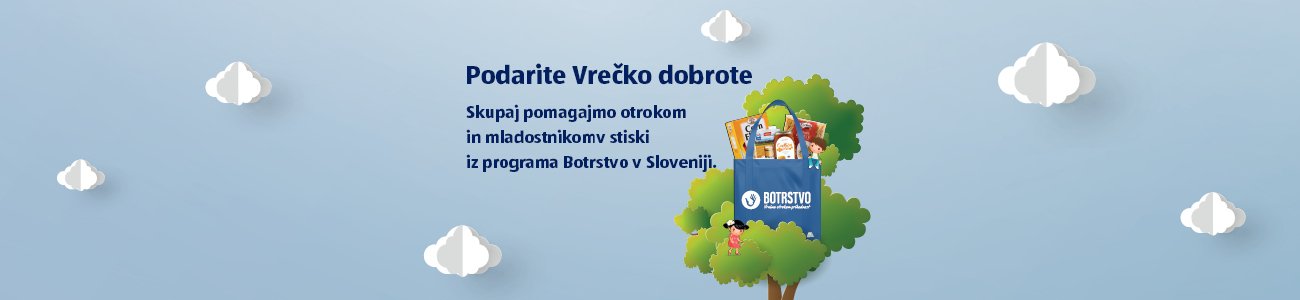 Podarite Vrečko dobrote
Skupaj pomagajmo otrokom
in mladostnikomv stiski
iz programa Botrstvo v Sloveniji.
BOTRSTVO